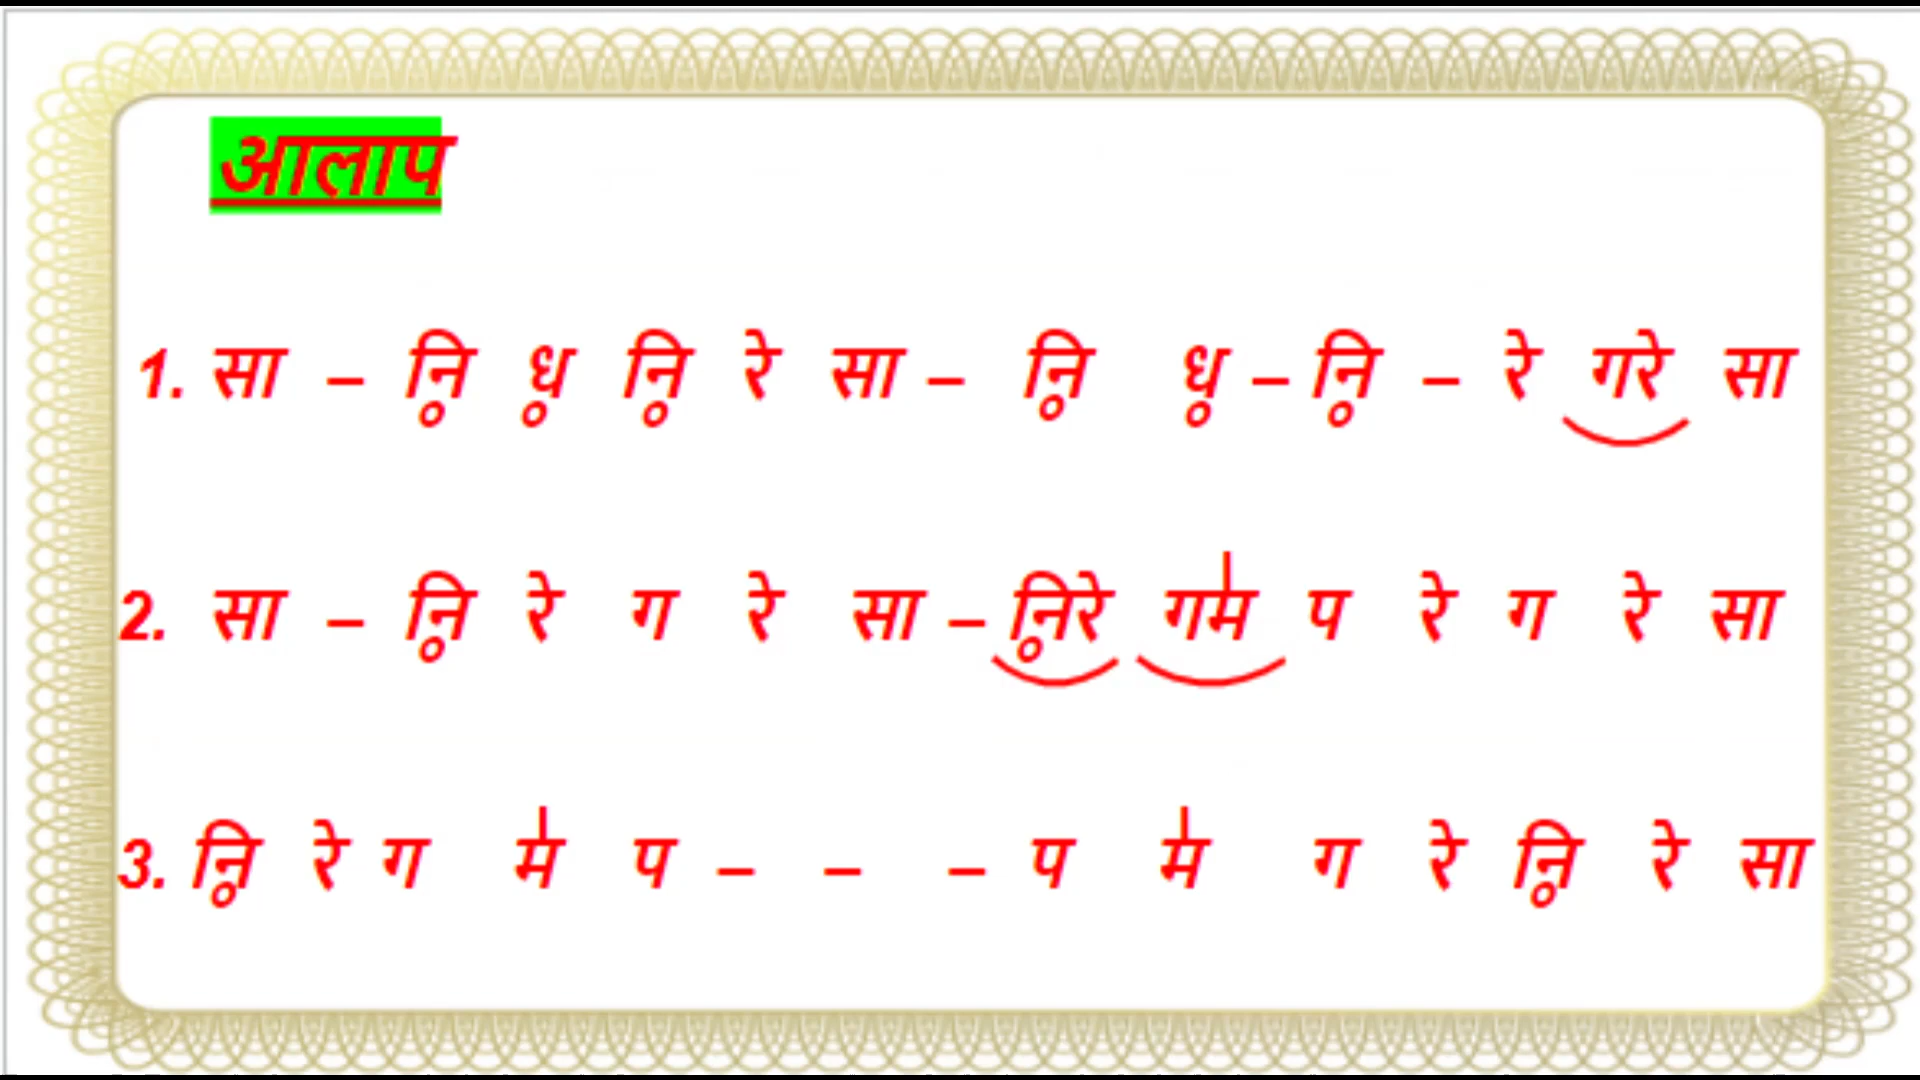 आलाप
1. सा – ऩि॒ ध़ ऩि रे सा – ऩि ध़ – ऩि – रे गरे सा
2. सा – ऩि रे ग रे सा – ऩिरे गम॑ प रे ग रे सा
3. ऩि रे ग म॑ प – – – प म॑ ग रे ऩि रे सा